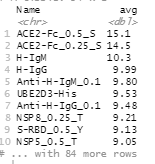 Name avg
<chr> <dbl>
1 ACE2-Fc_0.5_S 15.1
2 ACE2-Fc_0.25_S 14.5
3 H-IgM 10.3
4 H-IgG 9.99
5 Anti-H-IgM_0.1 9.80
6 UBE2D3-His 9.53
7 Anti-H-IgG_0.1 9.48
8 NSP8_0.25_T 9.21
9 S-RBD_0.5_Y 9.13
10 NSP5_0.5_T 9.05
# … with 84 more rows